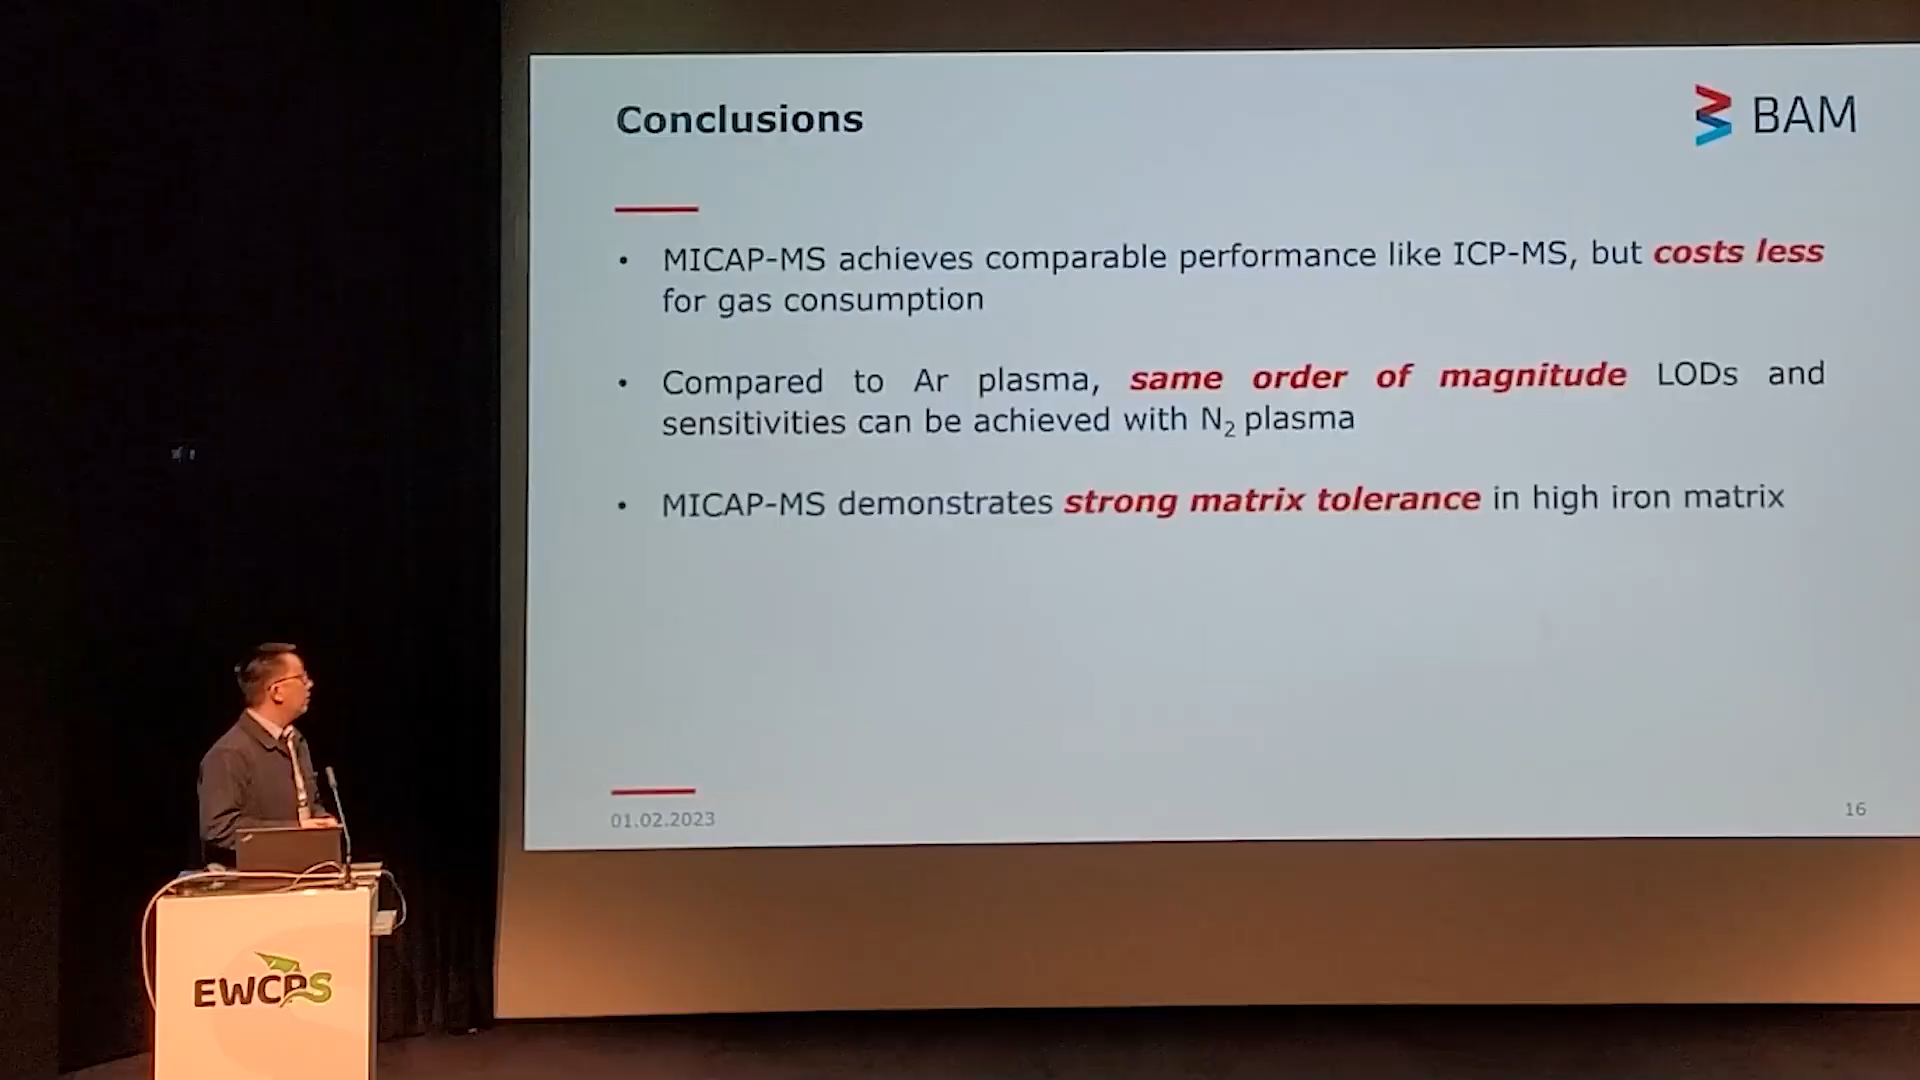 Conclusions
BAM
• MICAP-MS achieves comparable performance like ICP-MS, but costs less
for gas consumption
• Compared to Ar plasma, same order of magnitude LODs and
sensitivities can be achieved with N₂ plasma
• MICAP-MS demonstrates strong matrix tolerance in high iron matrix
01.02.2023
16
EWCPS